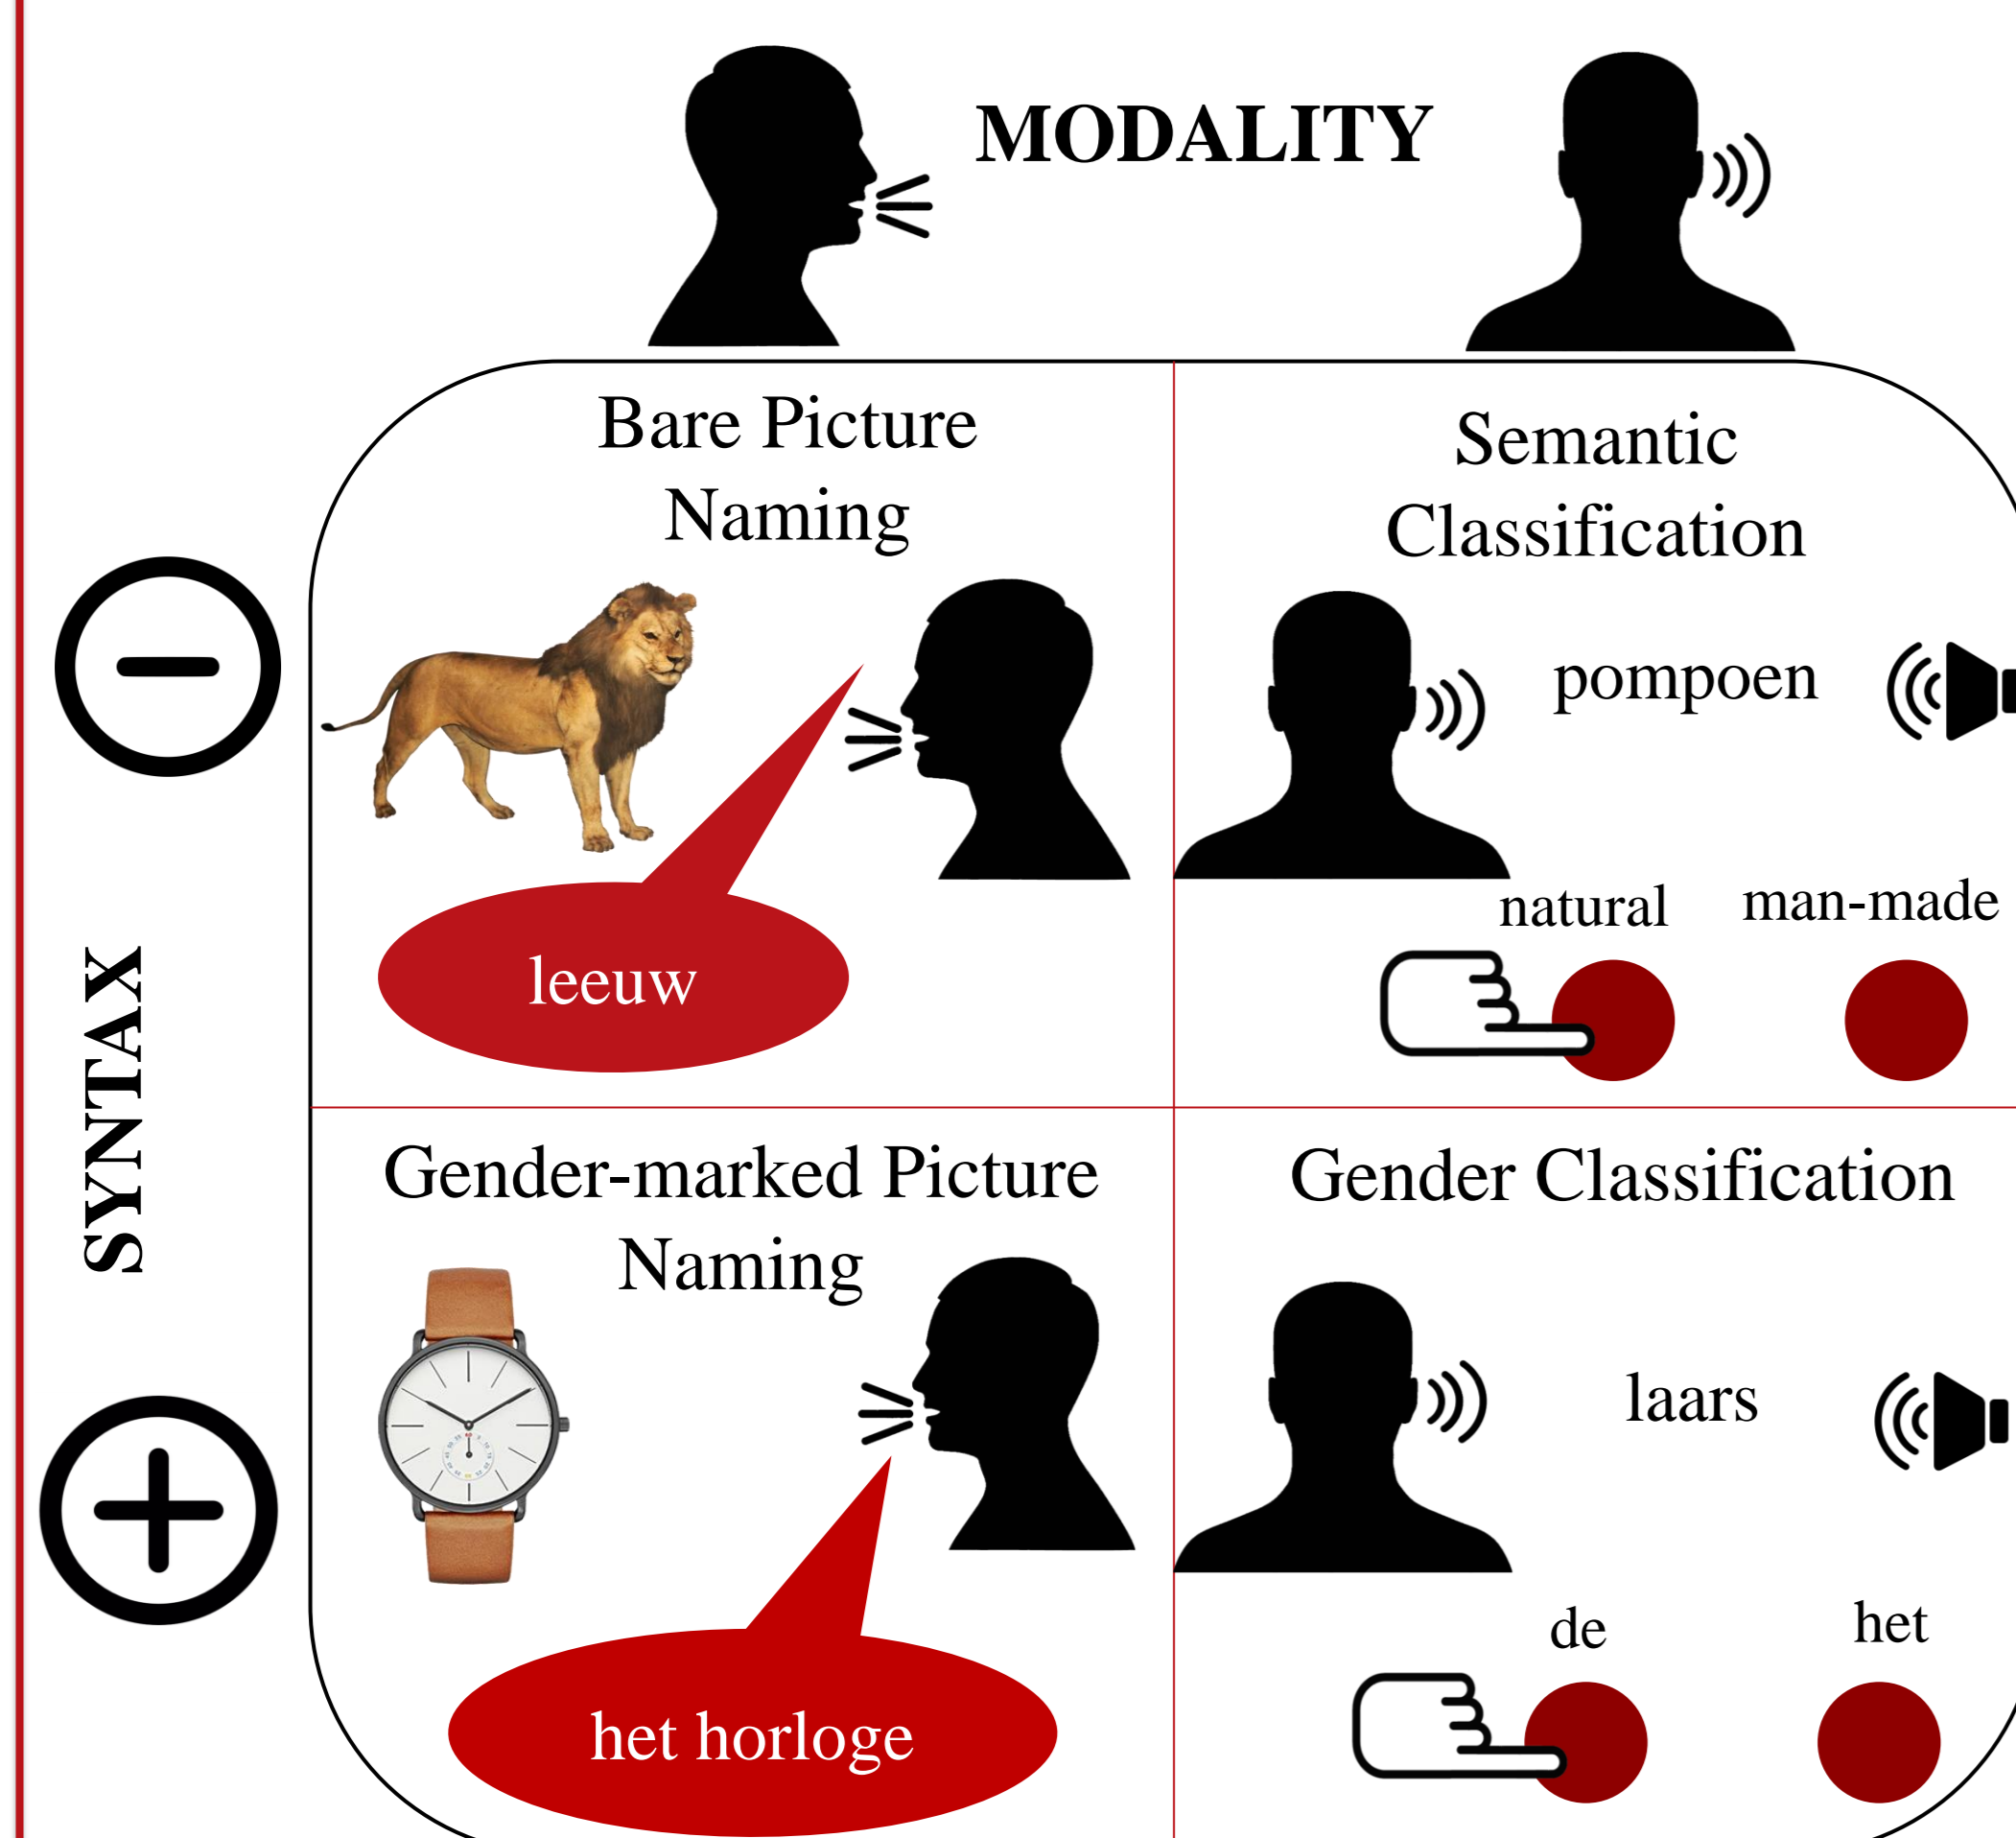 MODALITY
SYNTAX
Bare Picture
Naming
leeuw
Semantic
Classification
pompoen
natural
man-made
Gender-marked Picture
Naming
het horloge
Gender Classification
laars
de
het